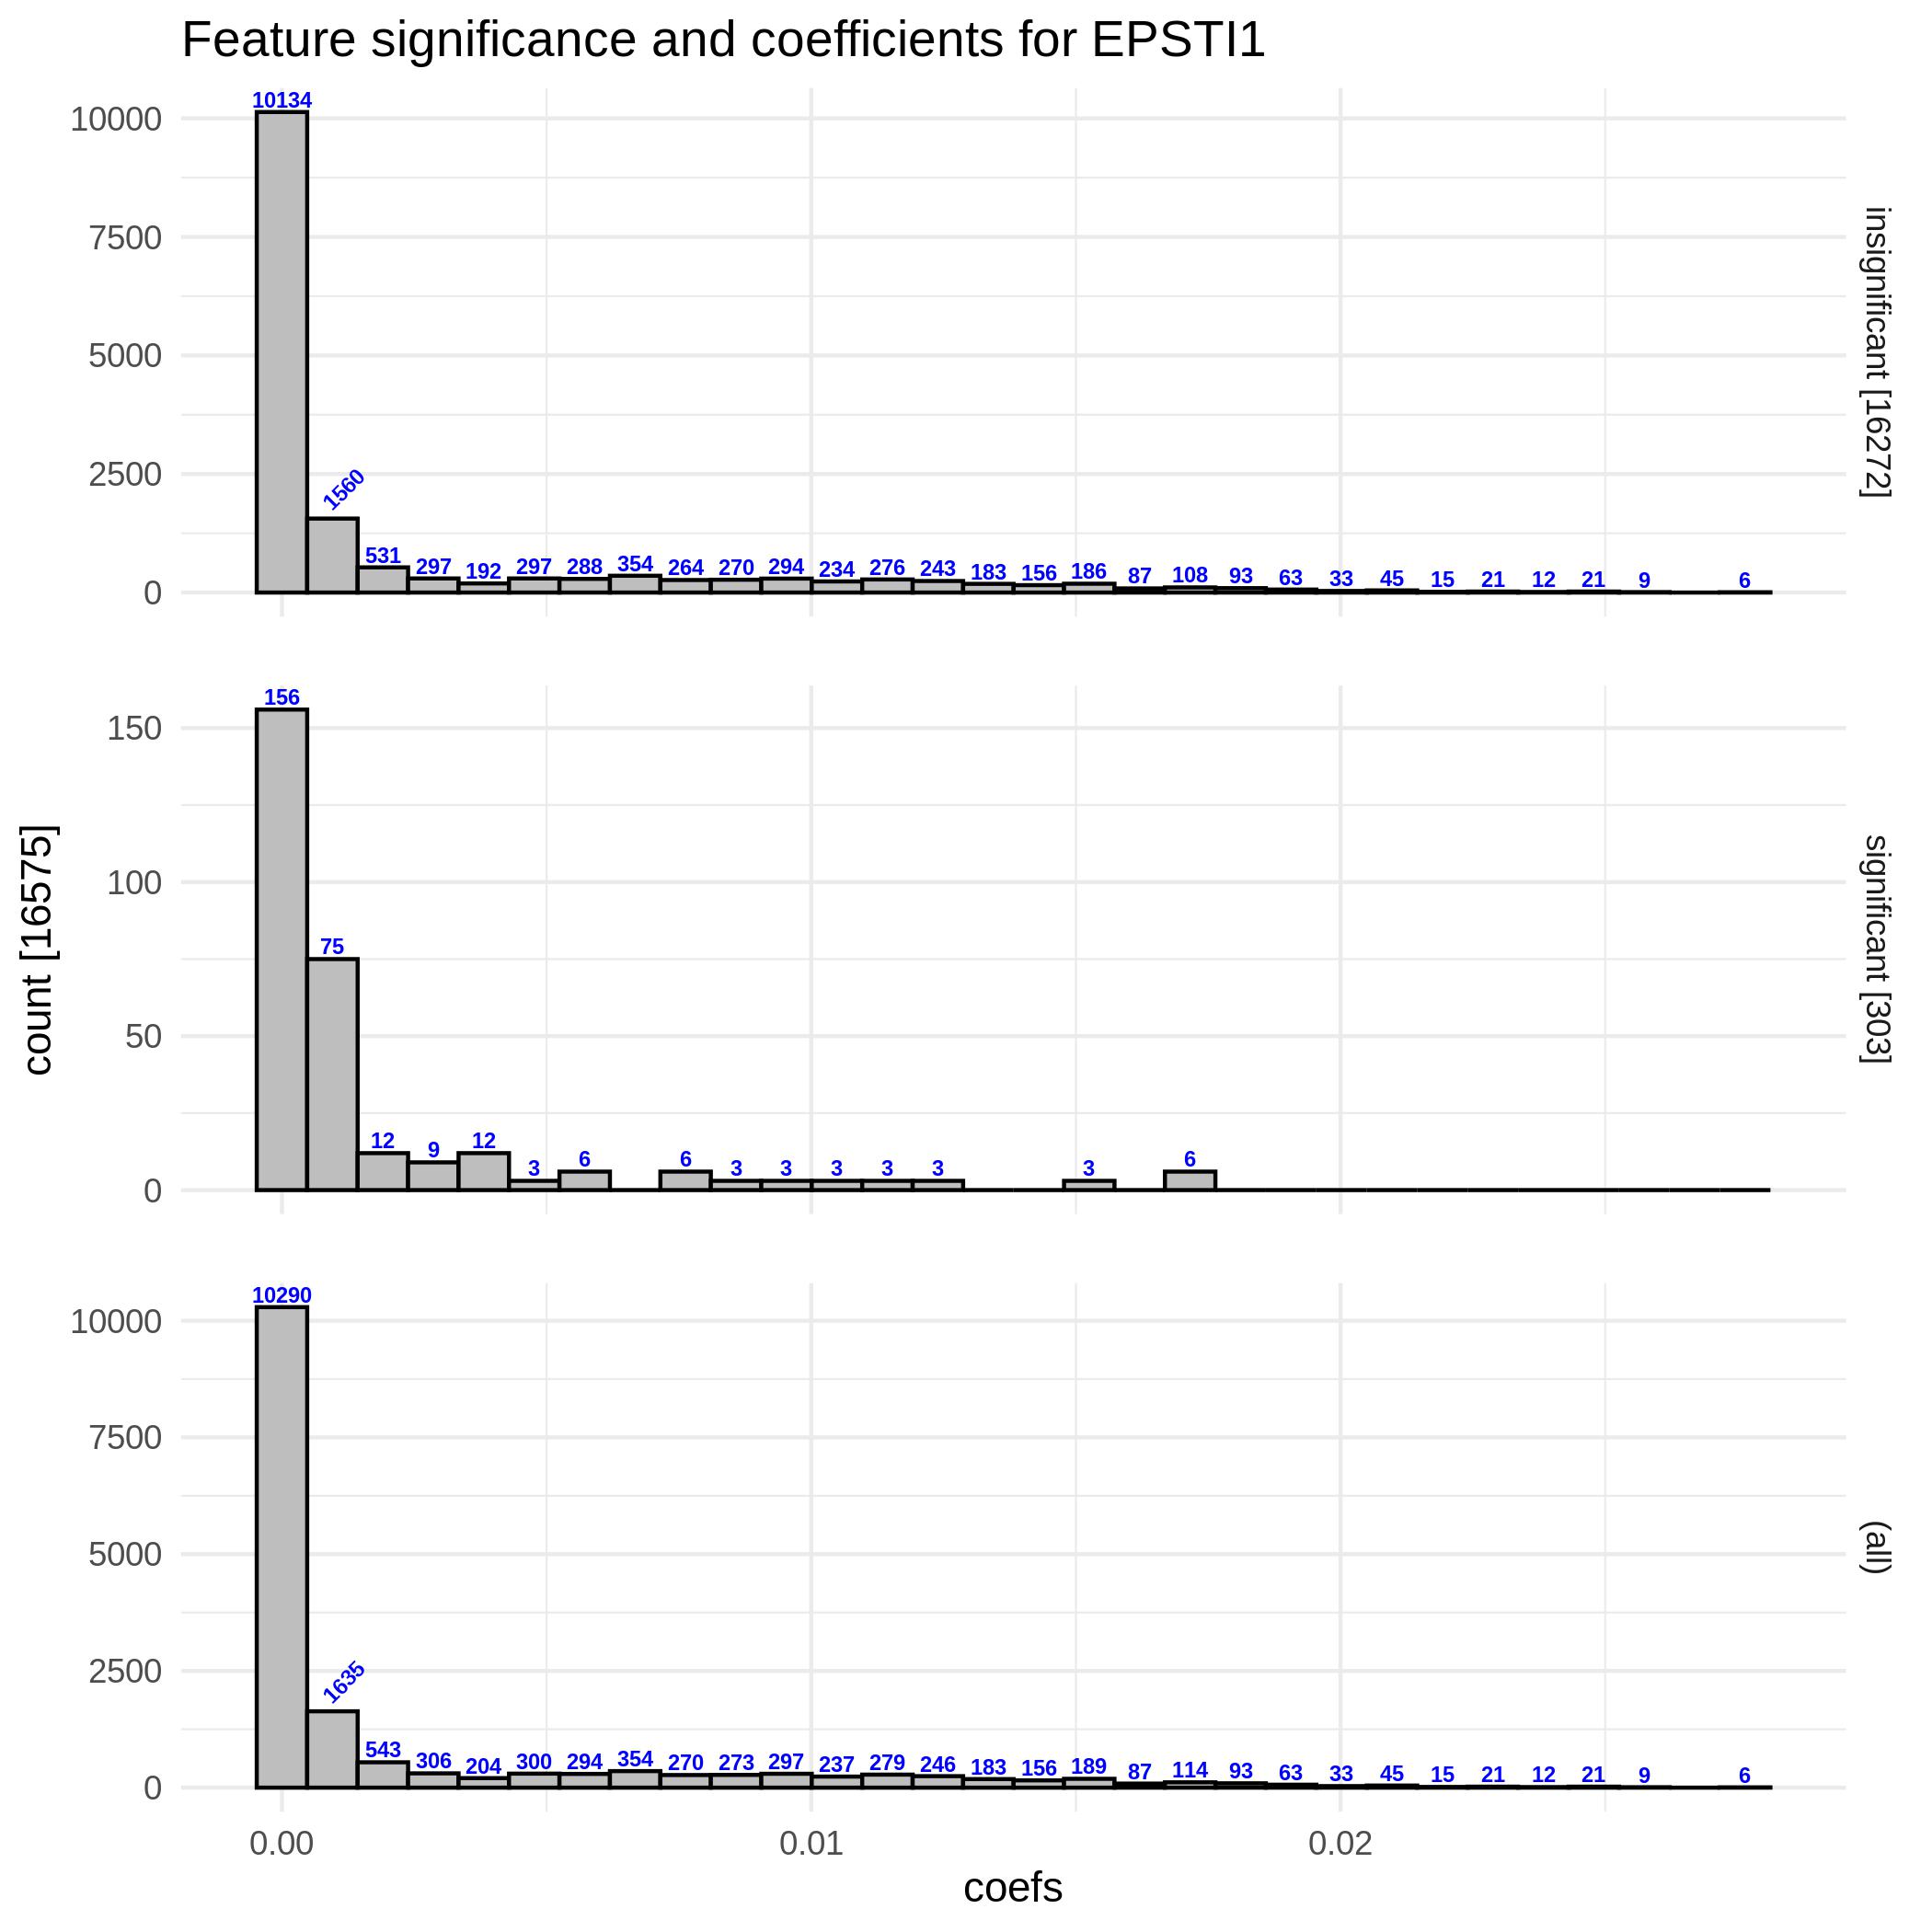 Feature significance and coefficients for EPSTI1
10134
10000
7500
5000
2500
0
1560
531 297 192 297 288 354 264 270 294 234 276 243 183 156 186 87 108 93 63 33 45 15 21 12 21 9 6
insignificant [16272]
156
150
100
50
0
75
12 9 12 3 6 6 3 3 3 3 3 3 6
significant [303]
count [16575]
10290
10000
7500
5000
2500
0
1635
543 306 204 300 294 354 270 273 297 237 279 246 183 156 189 87 114 93 63 33 45 15 21 12 21 9 6
(all)
0.00 0.01 0.02
coefs